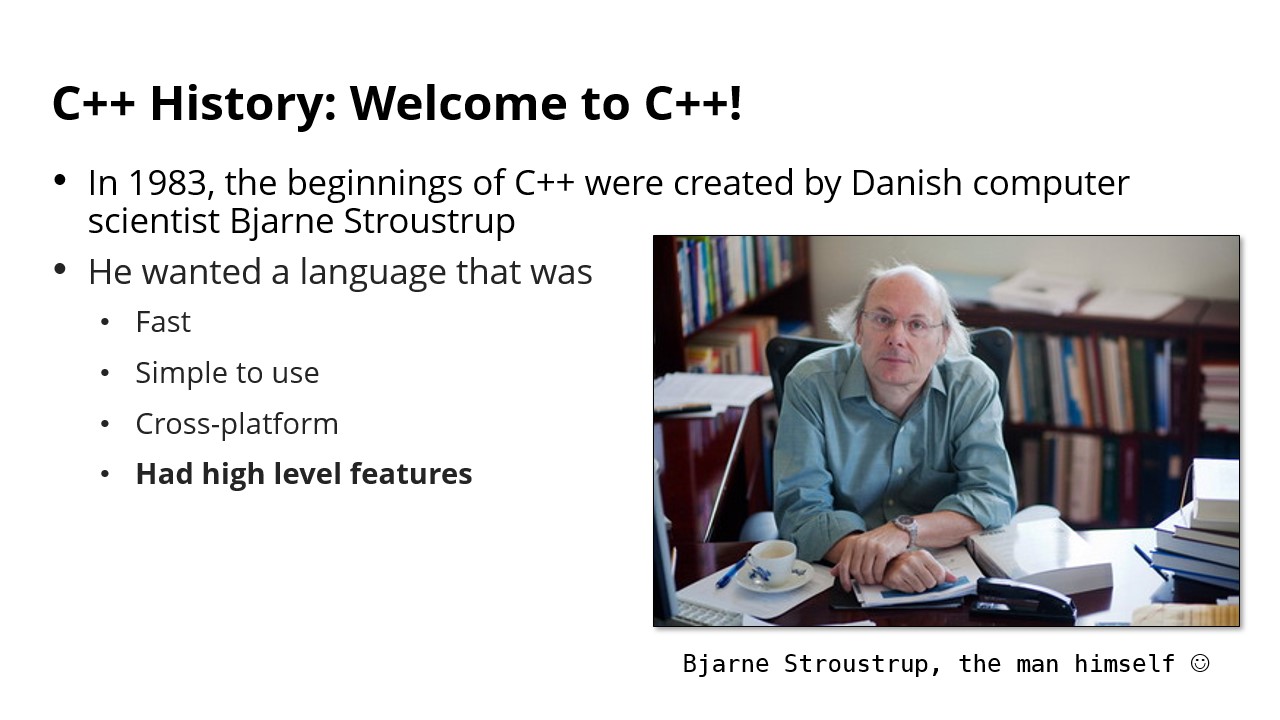 C++ History: Welcome to C++!
• In 1983, the beginnings of C++ were created by Danish computer
scientist Bjarne Stroustrup
• He wanted a language that was
• Fast
• Simple to use
• Cross-platform
• Had high level features
Bjarne Stroustrup, the man himself ☺